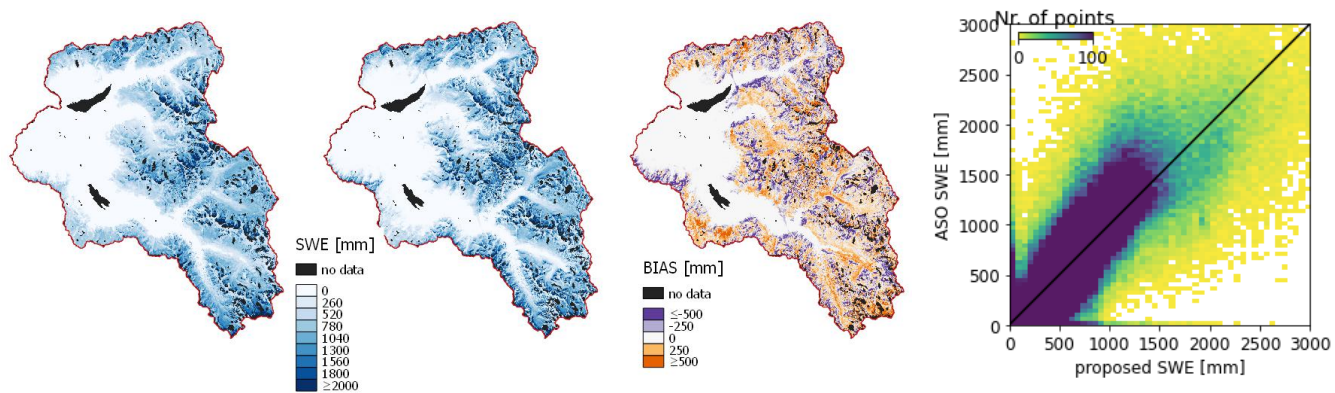 SWE [mm]
no data
0
260
520
780
1040
1300
1560
1800
≥2000
BIAS [mm]
no data
≤-500
-250
0
250
≥500
Nr. of points
0 100
3000
2500
2000
1500
1000
500
0
ASO SWE [mm]
0 500 1000 1500 2000 2500 3000
proposed SWE [mm]